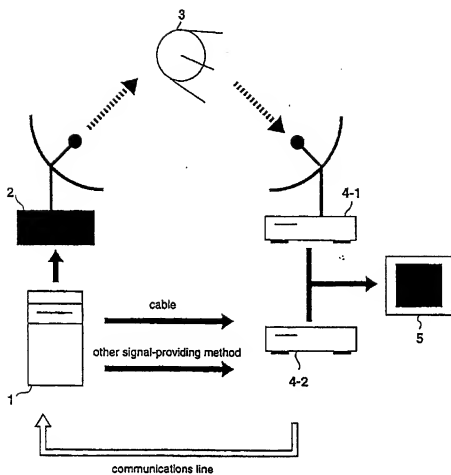 3
2
4-1
cable
5
other signal-providing method
4-2
1
communications line